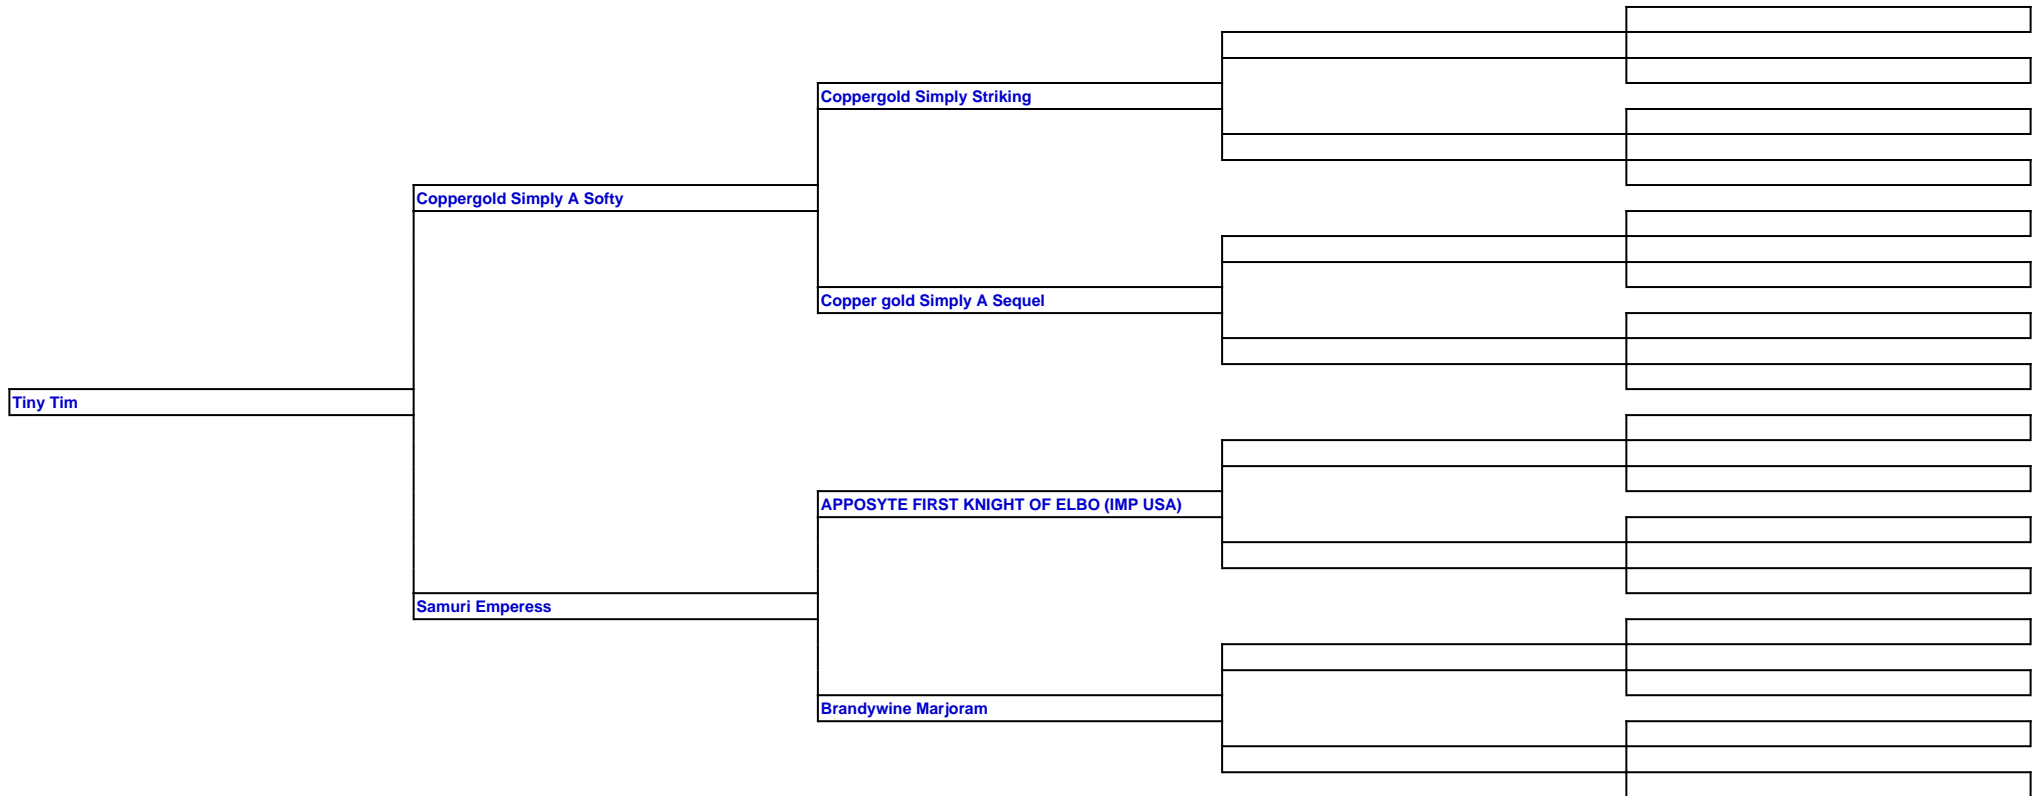 Coppergold Simply Striking
Coppergold Simply A Softy
Copper gold Simply A Sequel
Tiny Tim
APPOSYTE FIRST KNIGHT OF ELBO (IMP USA)
Samuri Emperess
Brandywine Marjoram